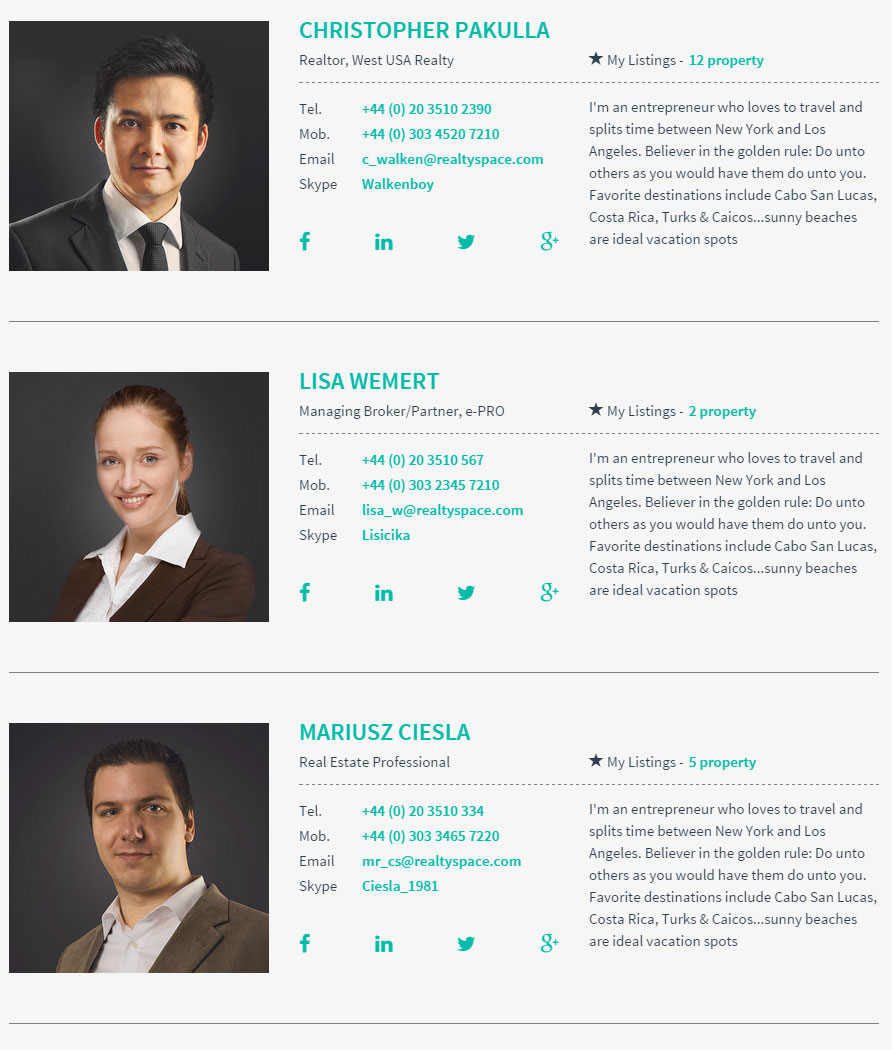 CHRISTOPHER PAKULLA
Realtor, West USA Realty
★ My Listings - 12 property
Tel. +44 (0) 20 3510 2390
Mob. +44 (0) 303 4520 7210
Email c_walken@realtyspace.com
Skype Walkenboy
I'm an entrepreneur who loves to travel and
splits time between New York and Los
Angeles. Believer in the golden rule: Do unto
others as you would have them do unto you.
Favorite destinations include Cabo San Lucas,
Costa Rica, Turks & Caicos...sunny beaches
are ideal vacation spots
LISA WEMERT
Managing Broker/Partner, e-PRO
★ My Listings - 2 property
Tel. +44 (0) 20 3510 567
Mob. +44 (0) 303 2345 7210
Email lisa_w@realtyspace.com
Skype Lisicika
I'm an entrepreneur who loves to travel and
splits time between New York and Los
Angeles. Believer in the golden rule: Do unto
others as you would have them do unto you.
Favorite destinations include Cabo San Lucas,
Costa Rica, Turks & Caicos...sunny beaches
are ideal vacation spots
MARIUSZ CIESLA
Real Estate Professional
★ My Listings - 5 property
Tel. +44 (0) 20 3510 334
Mob. +44 (0) 303 3465 7220
Email mr_cs@realtyspace.com
Skype Ciesla_1981
I'm an entrepreneur who loves to travel and
splits time between New York and Los
Angeles. Believer in the golden rule: Do unto
others as you would have them do unto you.
Favorite destinations include Cabo San Lucas,
Costa Rica, Turks & Caicos...sunny beaches
are ideal vacation spots